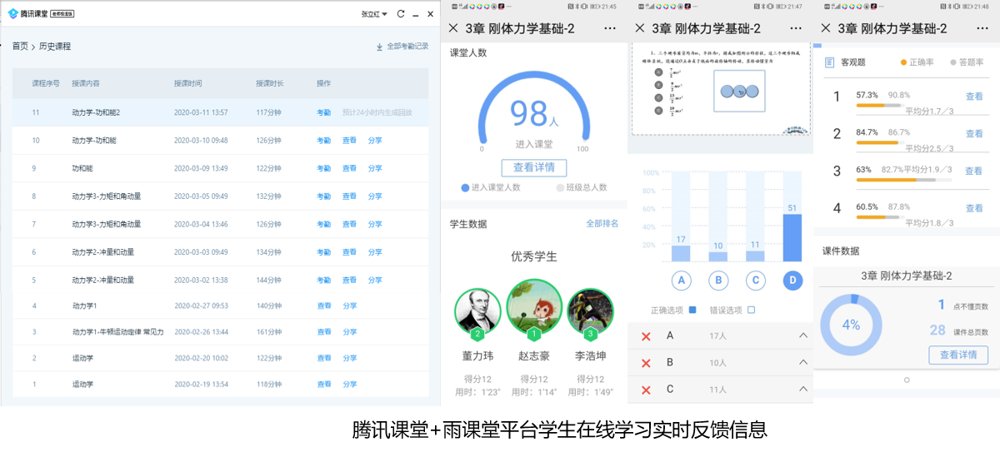 腾讯课堂 老师极速版
张立红
首页 > 历史课程
全部考勤记录
课程序号 授课内容 授课时间 授课时长 操作
11 动力学-功和能2 2020-03-11 13:57 117分钟 考勤 预计24小时内生成回放
10 动力学-功和能 2020-03-10 09:48 126分钟 考勤 查看 分享
9 功和能 2020-03-09 13:49 122分钟 考勤 查看 分享
8 动力学3-力矩和角动量 2020-03-05 09:49 132分钟 考勤 查看 分享
7 动力学3-力矩和角动量 2020-03-04 13:46 126分钟 考勤 查看 分享
6 动力学2-冲量和动量 2020-03-03 09:49 134分钟 考勤 查看 分享
5 动力学2-冲量和动量 2020-03-02 13:38 144分钟 考勤 查看 分享
4 动力学1 2020-02-27 09:53 140分钟 查看 分享
3 动力学1-牛顿运动定律 常见力 2020-02-26 13:44 161分钟 查看 分享
2 运动学 2020-02-20 10:02 122分钟 查看 分享
1 运动学 2020-02-19 13:54 118分钟 查看 分享
21:45
3章 刚体力学基础-2
课堂人数
98人
进入课堂
0 100
查看详情
进入课堂人数 班级总人数
学生数据 全部排名
优秀学生
2 1 3
董力玮 赵志豪 李浩坤
得分12 得分12 得分12
用时：1'23" 用时：1'14" 用时：1'49"
21:47
3章 刚体力学基础-2
100%
80%
60%
40%
20%
17 10 11 51
A B C D
正确选项 错误选项
A 17人
B 10人
C 11人
21:48
3章 刚体力学基础-2
客观题 正确率 答题率
1 57.3% 90.8% 查看
平均分1.7／3
2 84.7% 86.7% 查看
平均分2.5／3
3 63% 82.7%平均分1.9／3 查看
4 60.5% 87.8% 查看
平均分1.8／3
课件数据
3章 刚体力学基础-2
4%
1 点不懂页数
28 课件总页数
查看详情
腾讯课堂+雨课堂平台学生在线学习实时反馈信息